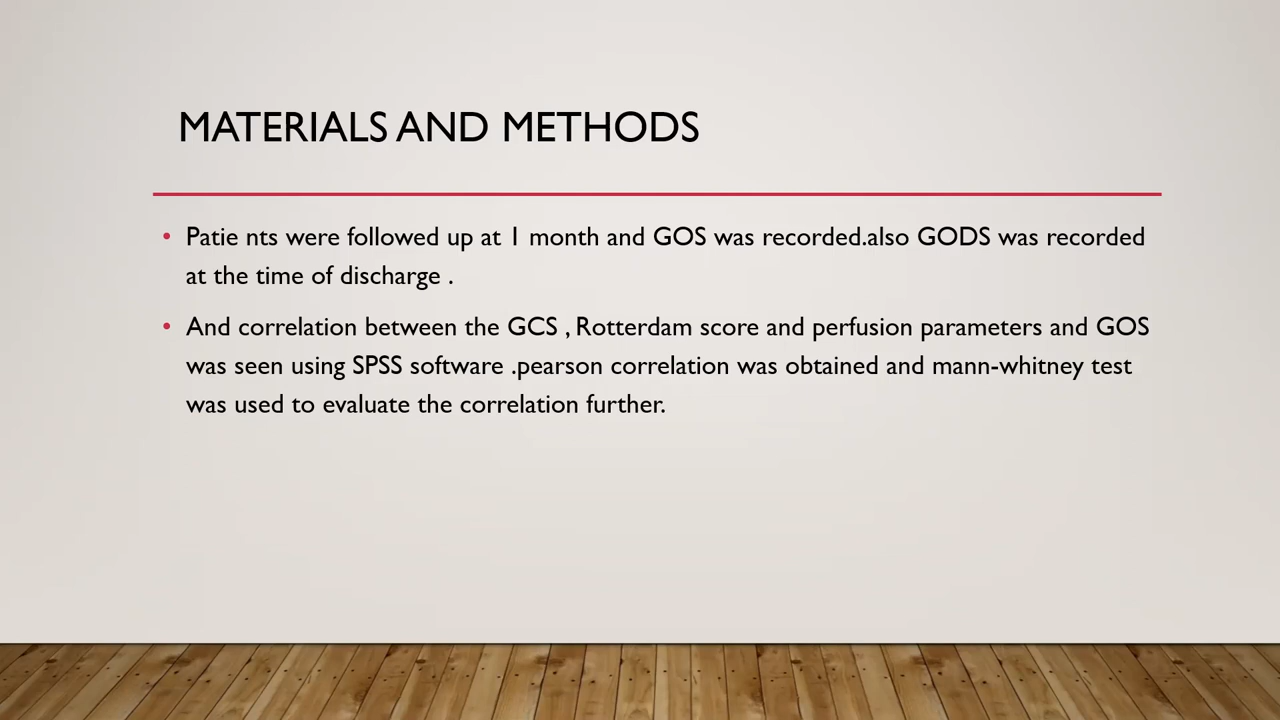 MATERIALS AND METHODS
• Patie nts were followed up at 1 month and GOS was recorded.also GODS was recorded
at the time of discharge .
• And correlation between the GCS , Rotterdam score and perfusion parameters and GOS
was seen using SPSS software .pearson correlation was obtained and mann-whitney test
was used to evaluate the correlation further.